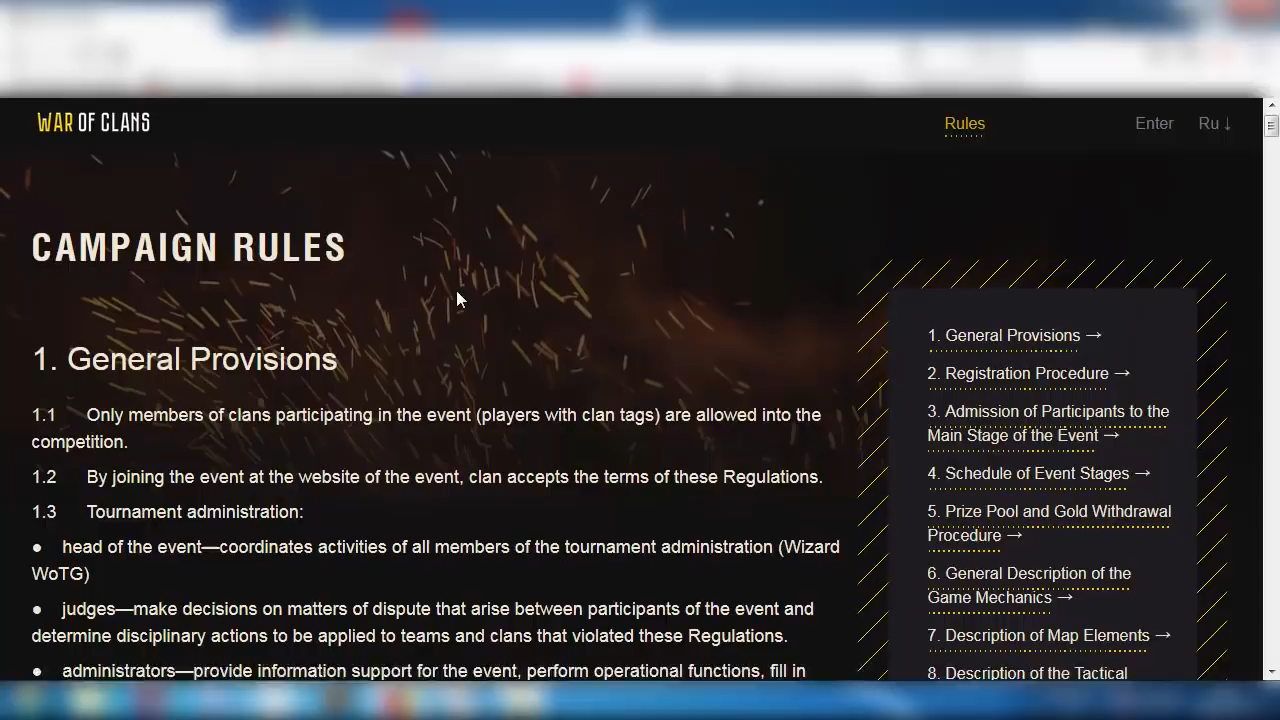 WAR OF CLANS
Rules
Enter
Ru ↓
CAMPAIGN RULES
1. General Provisions
1.1 Only members of clans participating in the event (players with clan tags) are allowed into the
competition.
1.2 By joining the event at the website of the event, clan accepts the terms of these Regulations.
1.3 Tournament administration:
● head of the event—coordinates activities of all members of the tournament administration (Wizard
WoTG)
● judges—make decisions on matters of dispute that arise between participants of the event and
determine disciplinary actions to be applied to teams and clans that violated these Regulations.
● administrators—provide information support for the event, perform operational functions, fill in
1. General Provisions →
2. Registration Procedure →
3. Admission of Participants to the
Main Stage of the Event →
4. Schedule of Event Stages →
5. Prize Pool and Gold Withdrawal
Procedure →
6. General Description of the
Game Mechanics →
7. Description of Map Elements →
8. Description of the Tactical